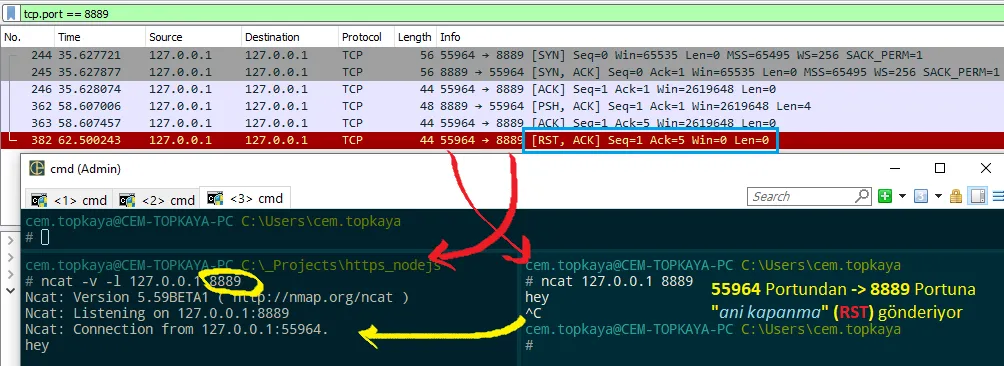 tcp.port == 8889
No. Time Source Destination Protocol Length Info
244 35.627721 127.0.0.1 127.0.0.1 TCP 56 55964 → 8889 [SYN] Seq=0 Win=65535 Len=0 MSS=65495 WS=256 SACK_PERM=1
245 35.627877 127.0.0.1 127.0.0.1 TCP 56 8889 → 55964 [SYN, ACK] Seq=0 Ack=1 Win=65535 Len=0 MSS=65495 WS=256 SACK_PERM=1
246 35.628074 127.0.0.1 127.0.0.1 TCP 44 55964 → 8889 [ACK] Seq=1 Ack=1 Win=2619648 Len=0
362 58.607006 127.0.0.1 127.0.0.1 TCP 48 8889 → 55964 [PSH, ACK] Seq=1 Ack=1 Win=2619648 Len=4
363 58.607457 127.0.0.1 127.0.0.1 TCP 44 55964 → 8889 [ACK] Seq=1 Ack=5 Win=2619648 Len=0
382 62.500243 127.0.0.1 127.0.0.1 TCP 44 55964 → 8889 [RST, ACK] Seq=1 Ack=5 Win=0 Len=0
cmd (Admin)
<1> cmd <2> cmd <3> cmd
Search
cem.topkaya@CEM-TOPKAYA-PC C:\Users\cem.topkaya
#
cem.topkaya@CEM-TOPKAYA-PC C:\_Projects\https_nodejs
# ncat -v -l 127.0.0.1 8889
Ncat: Version 5.59BETA1 ( http://nmap.org/ncat )
Ncat: Listening on 127.0.0.1:8889
Ncat: Connection from 127.0.0.1:55964.
hey
cem.topkaya@CEM-TOPKAYA-PC C:\Users\cem.topkaya
# ncat 127.0.0.1 8889
hey
^C
cem.topkaya@CEM-TOPKAYA-PC C:\Users\cem.topkaya
#
55964 Portundan -> 8889 Portuna
"ani kapanma" (RST) gönderiyor